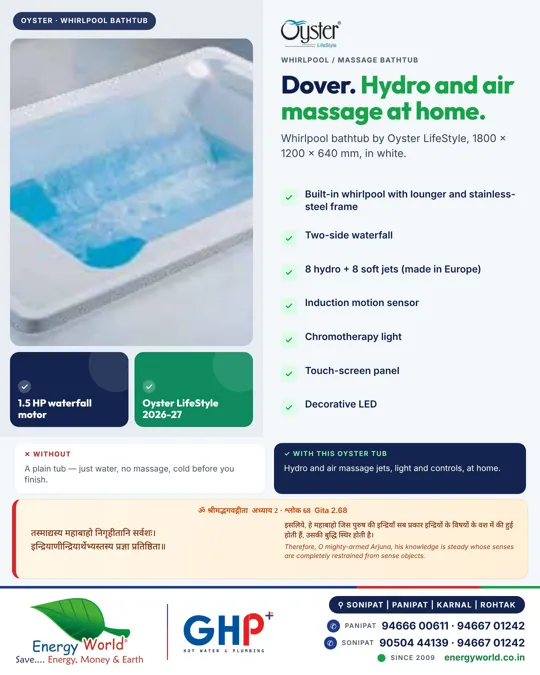 OYSTER · WHIRLPOOL BATHTUB
Oyster®
LifeStyle
WHIRLPOOL / MASSAGE BATHTUB
Dover. Hydro and air
massage at home.
Whirlpool bathtub by Oyster LifeStyle, 1800 ×
1200 × 640 mm, in white.
Built-in whirlpool with lounger and stainless-
steel frame
Two-side waterfall
8 hydro + 8 soft jets (made in Europe)
Induction motion sensor
Chromotherapy light
Touch-screen panel
Decorative LED
1.5 HP waterfall
motor
Oyster LifeStyle
2026-27
✕ WITHOUT
A plain tub — just water, no massage, cold before you
finish.
✓ WITH THIS OYSTER TUB
Hydro and air massage jets, light and controls, at home.
ॐ श्रीमद्भगवद्गीता अध्याय 2 · श्लोक 68 Gita 2.68
तस्माद्यस्य महाबाहो निगृहीतानि सर्वशः।
इन्द्रियाणीन्द्रियार्थेभ्यस्तस्य प्रज्ञा प्रतिष्ठिता॥
इसलिये, हे महाबाहो जिस पुरुष की इन्द्रियाँ सब प्रकार इन्द्रियों के विषयों के वश में की हुई
होती हैं, उसकी बुद्धि स्थिर होती है।
Therefore, O mighty-armed Arjuna, his knowledge is steady whose senses
are completely restrained from sense objects.
Energy World®
Save.... Energy, Money & Earth
GHP+
HOT WATER & PLUMBING
SONIPAT | PANIPAT | KARNAL | ROHTAK
PANIPAT 94666 00611 · 94667 01242
SONIPAT 90504 44139 · 94667 01242
SINCE 2009 energyworld.co.in